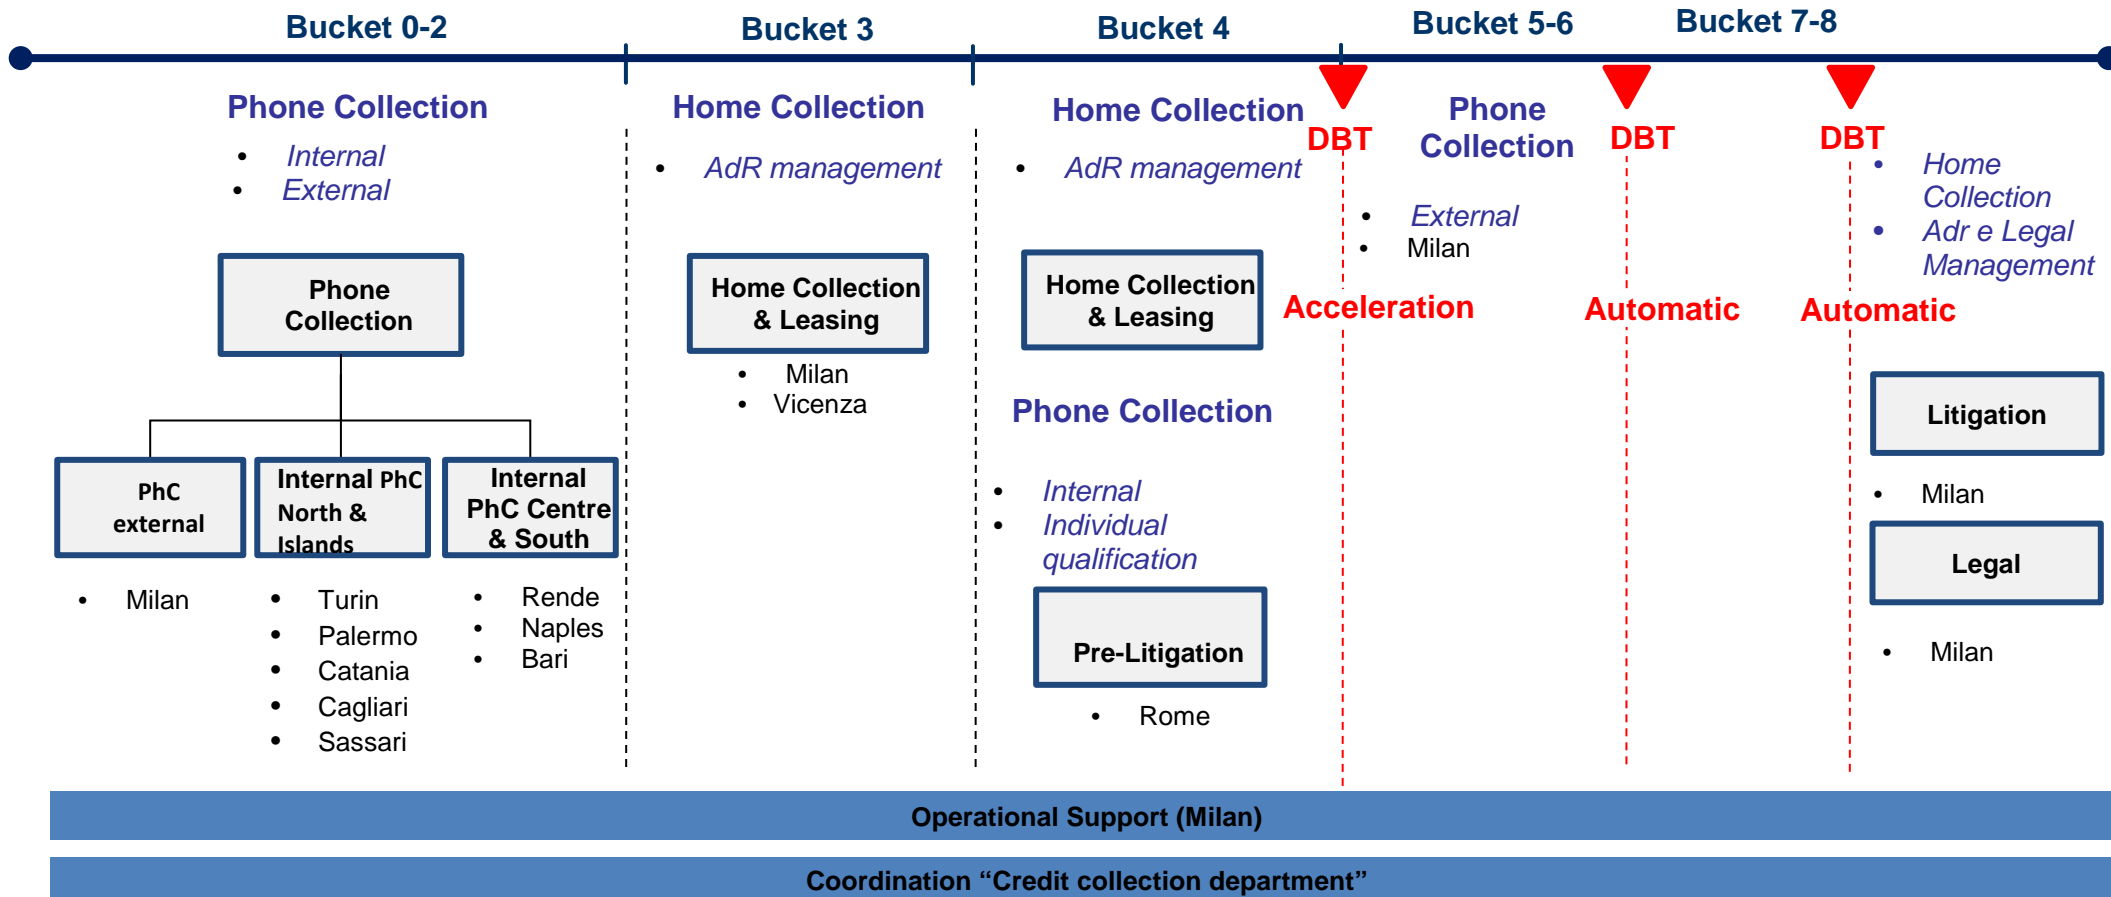 Bucket 0-2
Bucket 3
Bucket 4
Bucket 5-6
Bucket 7-8
Phone Collection
• Internal
• External
Phone
Collection
PhC
external
• Milan
Internal PhC
North &
Islands
• Turin
• Palermo
• Catania
• Cagliari
• Sassari
Internal
PhC Centre
& South
• Rende
• Naples
• Bari
Home Collection
• AdR management
Home Collection
& Leasing
• Milan
• Vicenza
Home Collection
• AdR management
Home Collection
& Leasing
Phone Collection
• Internal
• Individual
qualification
Pre-Litigation
• Rome
DBT
Acceleration
Phone
Collection
• External
• Milan
DBT
Automatic
DBT
Automatic
• Home
Collection
• Adr e Legal
Management
Litigation
• Milan
Legal
• Milan
Operational Support (Milan)
Coordination “Credit collection department”